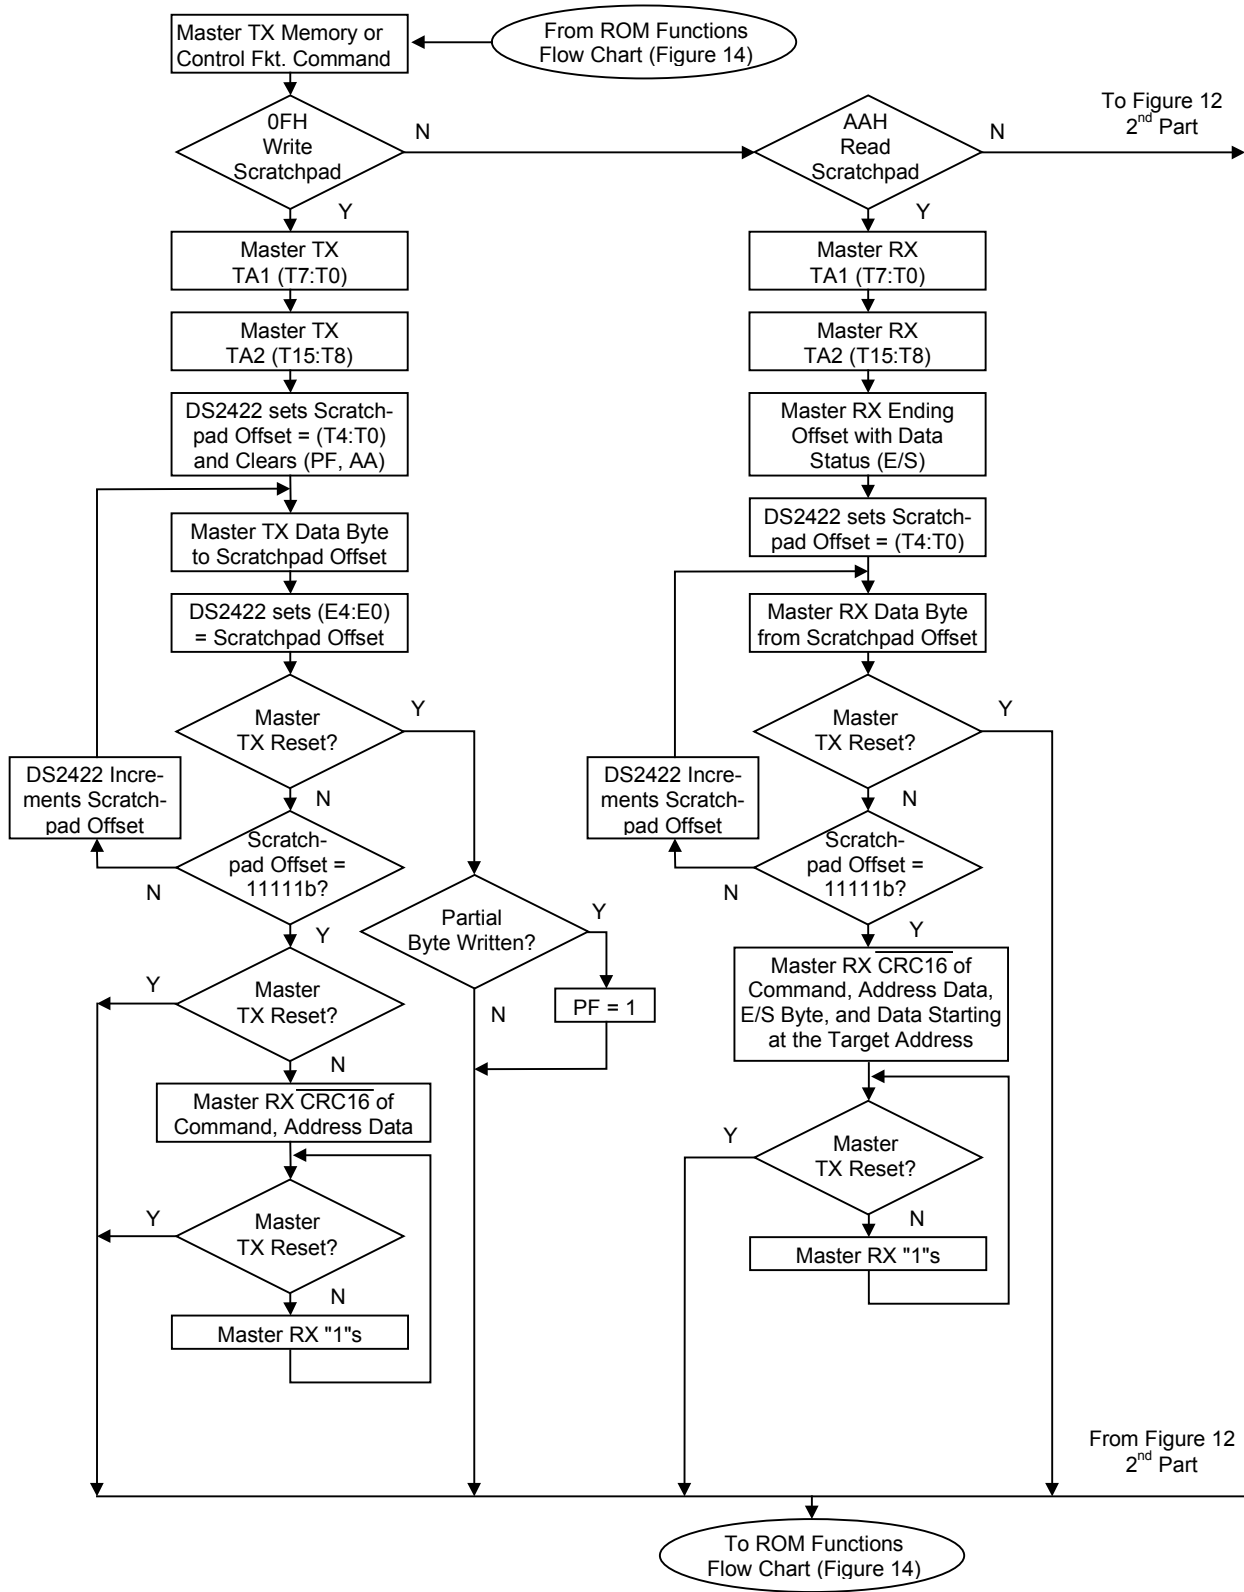 Master TX Memory or
Control Fkt. Command
From ROM Functions
Flow Chart (Figure 14)
0FH
Write
Scratchpad
N
Y
AAH
Read
Scratchpad
N
Y
To Figure 12
2nd Part
Master TX
TA1 (T7:T0)
Master TX
TA2 (T15:T8)
DS2422 sets Scratch-
pad Offset = (T4:T0)
and Clears (PF, AA)
Master TX Data Byte
to Scratchpad Offset
DS2422 sets (E4:E0)
= Scratchpad Offset
Master
TX Reset?
Y
N
DS2422 Incre-
ments Scratch-
pad Offset
Scratch-
pad Offset =
11111b?
N
Y
Partial
Byte Written?
Y
N
PF = 1
Master
TX Reset?
Y
N
Master RX CRC16 of
Command, Address Data
Master
TX Reset?
Y
N
Master RX "1"s
Master RX
TA1 (T7:T0)
Master RX
TA2 (T15:T8)
Master RX Ending
Offset with Data
Status (E/S)
DS2422 sets Scratch-
pad Offset = (T4:T0)
Master RX Data Byte
from Scratchpad Offset
Master
TX Reset?
Y
N
DS2422 Incre-
ments Scratch-
pad Offset
Scratch-
pad Offset =
11111b?
N
Y
Master RX CRC16 of
Command, Address Data,
E/S Byte, and Data Starting
at the Target Address
Master
TX Reset?
Y
N
Master RX "1"s
From Figure 12
2nd Part
To ROM Functions
Flow Chart (Figure 14)